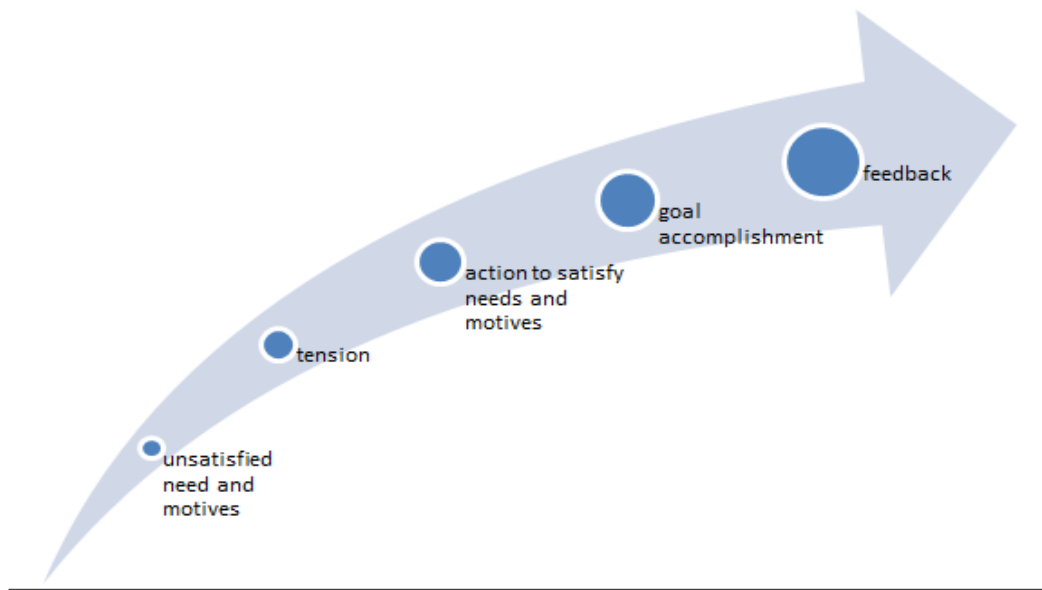 feedback
goal
accomplishment
action to satisfy
needs and
motives
tension
unsatisfied
need and
motives